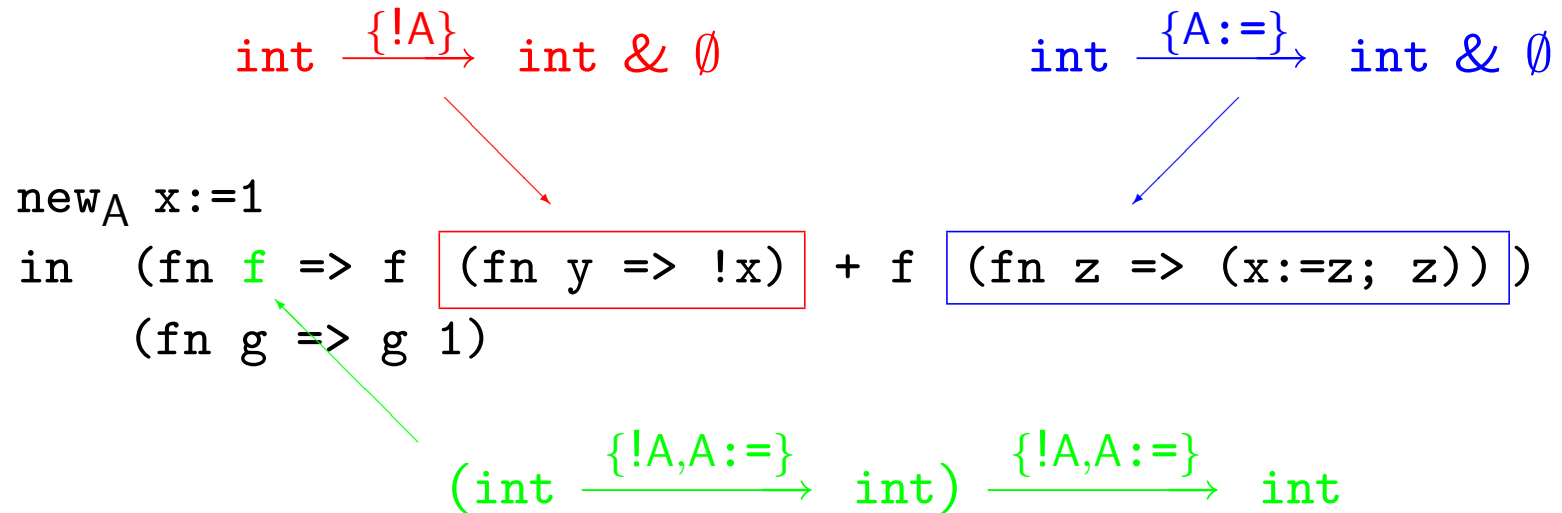 int {!A}→ int & ∅ int {A:=}→ int & ∅
new_A x:=1
in (fn f => f (fn y => !x) + f (fn z => (x:=z; z)))
(fn g => g 1)
(int {!A,A:=}→ int) {!A,A:=}→ int